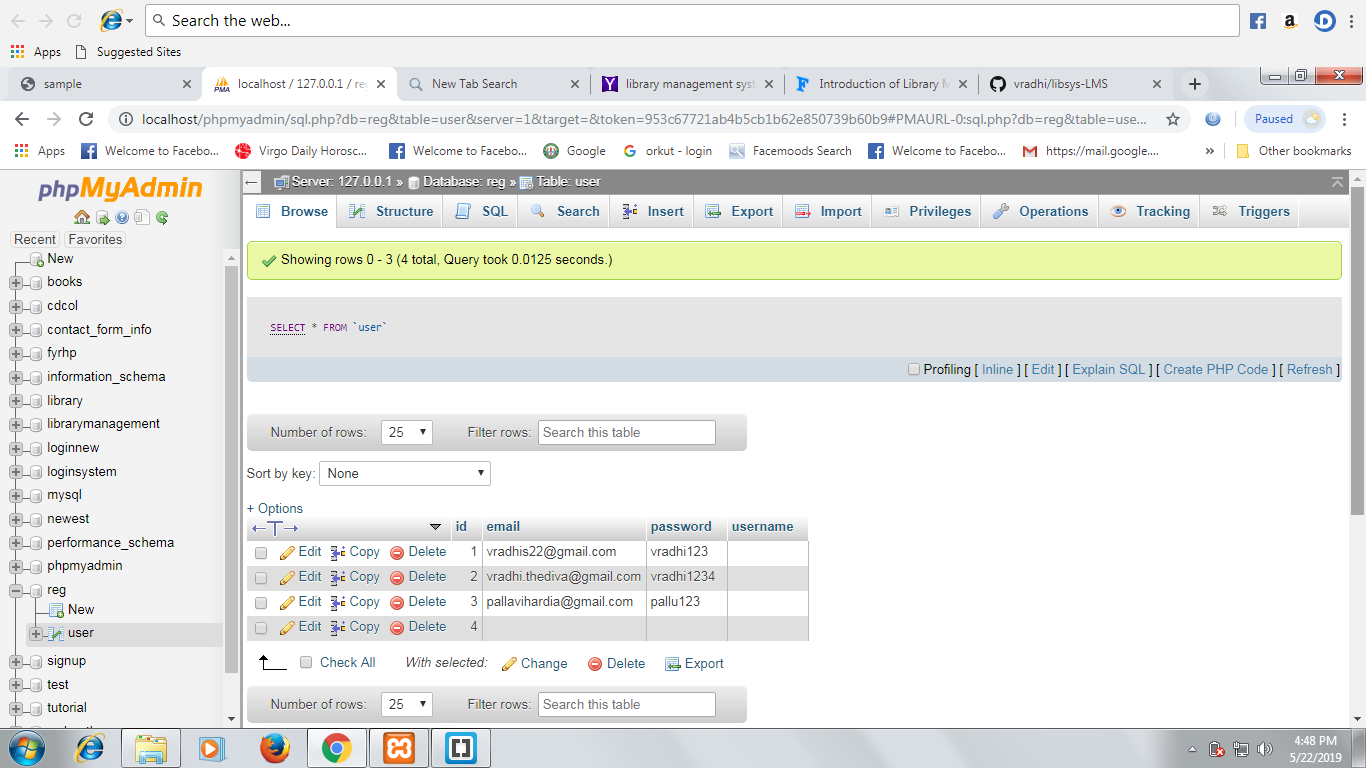 Search the web...
Apps Suggested Sites
sample localhost / 127.0.0.1 / re New Tab Search library management syst Introduction of Library M vradhi/libsys-LMS
localhost/phpmyadmin/sql.php?db=reg&table=user&server=1&target=&token=953c67721ab4b5cb1b62e850739b60b9#PMAURL-0:sql.php?db=reg&table=use... Paused
Apps Welcome to Facebo... Virgo Daily Horosc... Welcome to Facebo... Google orkut - login Facemoods Search Welcome to Facebo... https://mail.google.... » Other bookmarks
phpMyAdmin
Recent Favorites
New
books
cdcol
contact_form_info
fyrhp
information_schema
library
librarymanagement
loginnew
loginsystem
mysql
newest
performance_schema
phpmyadmin
reg
New
user
signup
test
tutorial
Server: 127.0.0.1 » Database: reg » Table: user
Browse Structure SQL Search Insert Export Import Privileges Operations Tracking Triggers
Showing rows 0 - 3 (4 total, Query took 0.0125 seconds.)
SELECT * FROM `user`
Profiling [ Inline ] [ Edit ] [ Explain SQL ] [ Create PHP Code ] [ Refresh ]
Number of rows: 25 Filter rows: Search this table
Sort by key: None
+ Options
id email password username
Edit Copy Delete 1 vradhis22@gmail.com vradhi123
Edit Copy Delete 2 vradhi.thediva@gmail.com vradhi1234
Edit Copy Delete 3 pallavihardia@gmail.com pallu123
Edit Copy Delete 4
Check All With selected: Change Delete Export
Number of rows: 25 Filter rows: Search this table
4:48 PM
5/22/2019